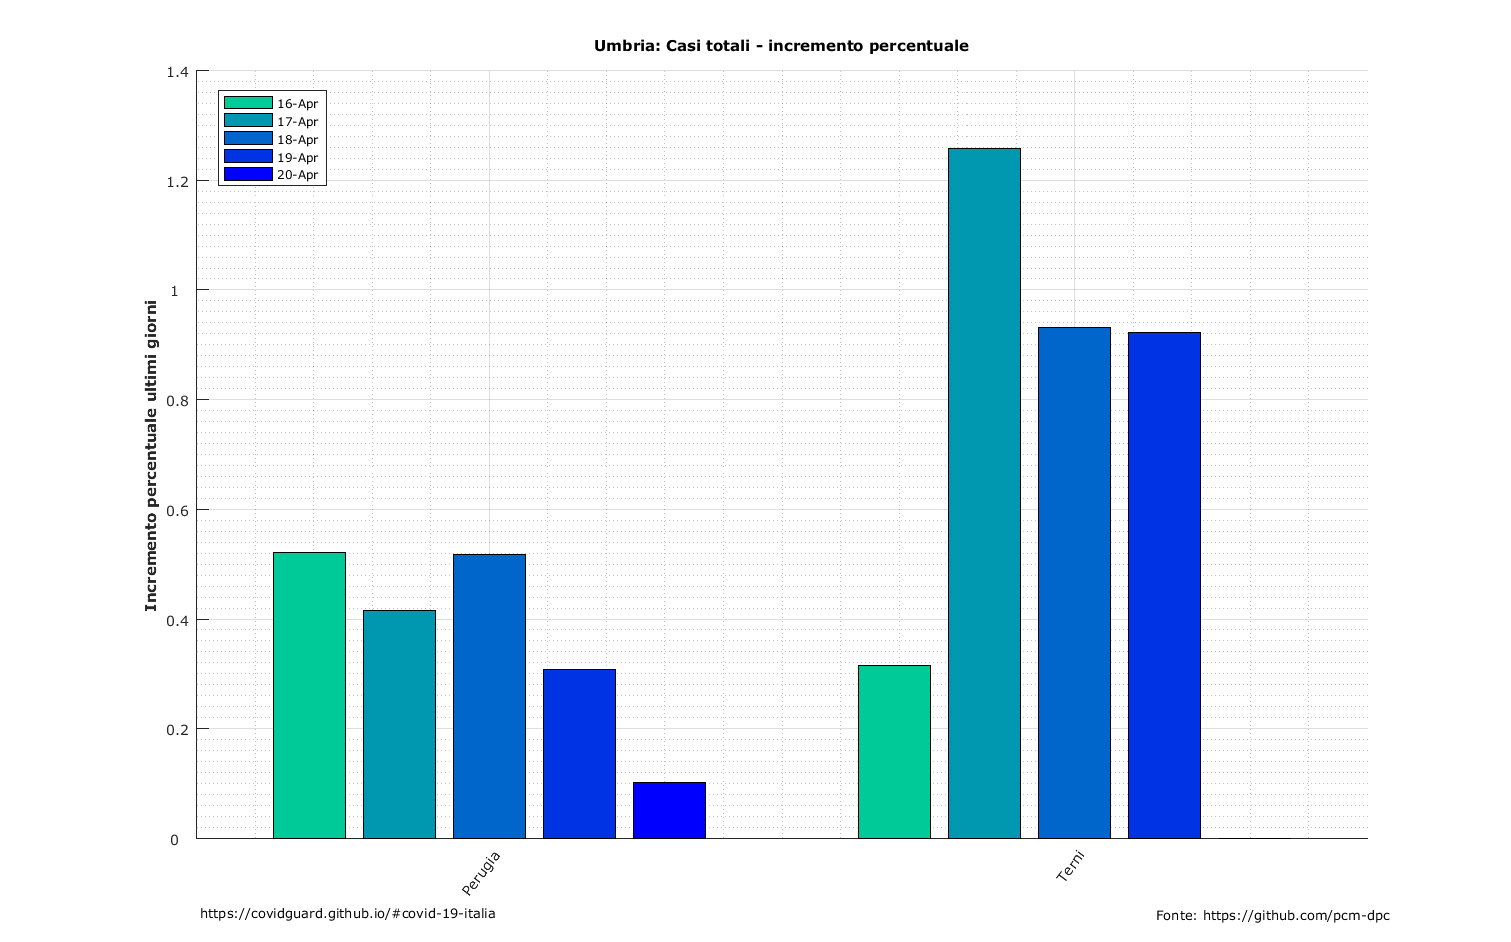 Umbria: Casi totali - incremento percentuale
1.4
1.2
1
0.8
0.6
0.4
0.2
0
Incremento percentuale ultimi giorni
16-Apr
17-Apr
18-Apr
19-Apr
20-Apr
Perugia
Terni
https://covidguard.github.io/#covid-19-italia
Fonte: https://github.com/pcm-dpc